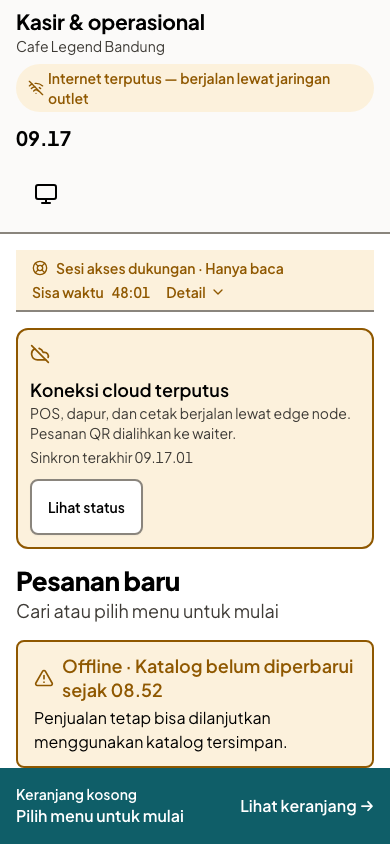 Kasir & operasional
Cafe Legend Bandung
Internet terputus — berjalan lewat jaringan
outlet
09.17
Sesi akses dukungan · Hanya baca
Sisa waktu 48:01 Detail
Koneksi cloud terputus
POS, dapur, dan cetak berjalan lewat edge node.
Pesanan QR dialihkan ke waiter.
Sinkron terakhir 09.17.01
Lihat status
Pesanan baru
Cari atau pilih menu untuk mulai
Offline · Katalog belum diperbarui
sejak 08.52
Penjualan tetap bisa dilanjutkan
menggunakan katalog tersimpan.
Keranjang kosong
Pilih menu untuk mulai
Lihat keranjang →